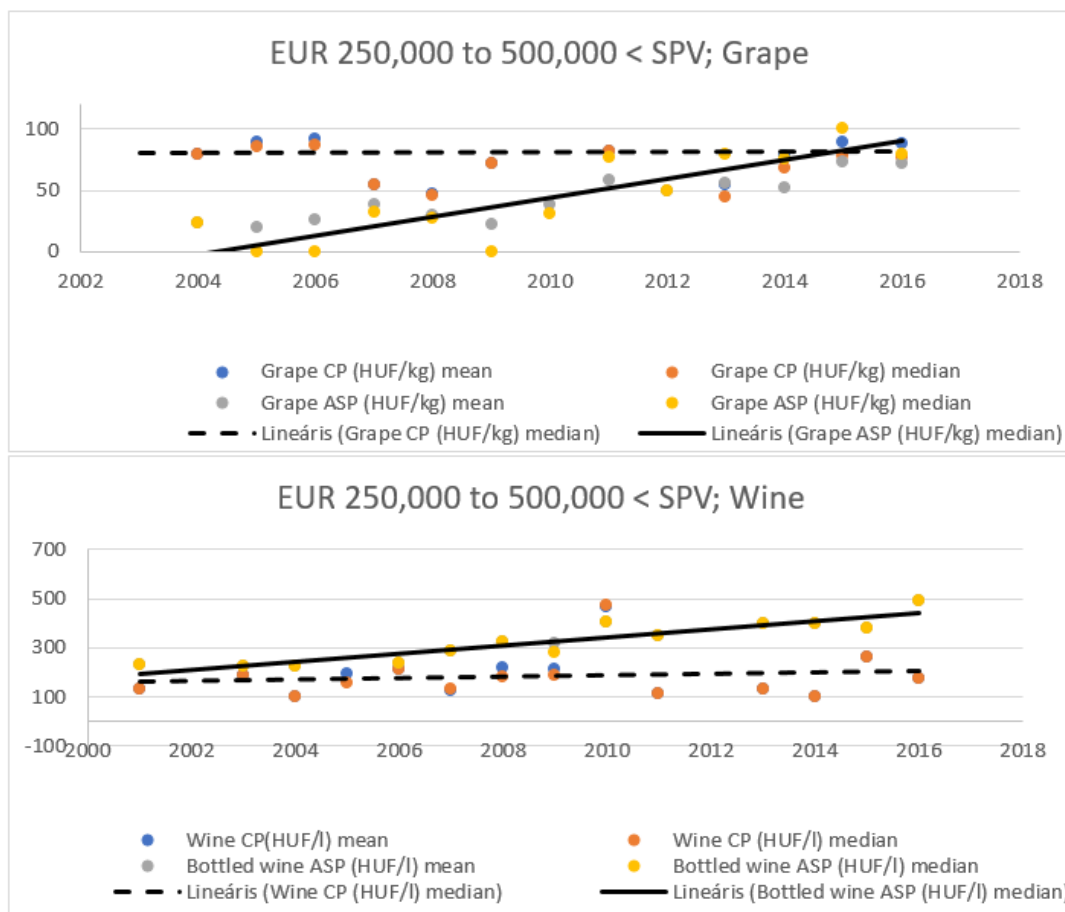 EUR 250,000 to 500,000 < SPV; Grape
100
50
0
2002 2004 2006 2008 2010 2012 2014 2016 2018
Grape CP (HUF/kg) mean Grape CP (HUF/kg) median
Grape ASP (HUF/kg) mean Grape ASP (HUF/kg) median
Lineáris (Grape CP (HUF/kg) median) Lineáris (Grape ASP (HUF/kg) median)
EUR 250,000 to 500,000 < SPV; Wine
700
500
300
100
-100
2000 2002 2004 2006 2008 2010 2012 2014 2016 2018
Wine CP(HUF/l) mean Wine CP (HUF/l) median
Bottled wine ASP (HUF/l) mean Bottled wine ASP (HUF/l) median
Lineáris (Wine CP (HUF/l) median) Lineáris (Bottled wine ASP (HUF/l) median)